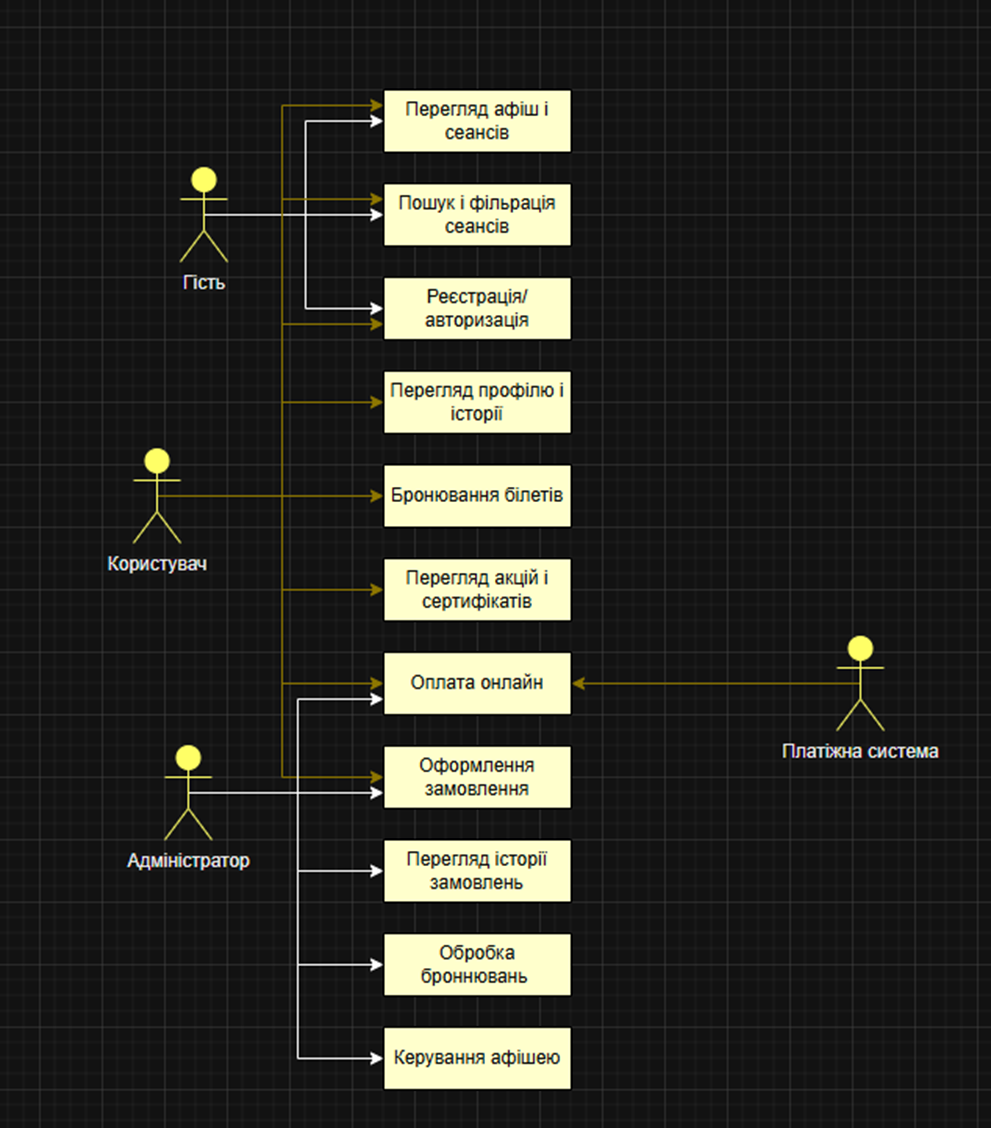 Перегляд афіш і
сеансів
Пошук і фільрація
сеансів
Гість
Реєстрація/
авторизація
Перегляд профілю і
історії
Бронювання білетів
Користувач
Перегляд акцій і
сертифікатів
Оплата онлайн
Платіжна система
Оформлення
замовлення
Адміністратор
Перегляд історії
замовлень
Обробка
броннювань
Керування афішею